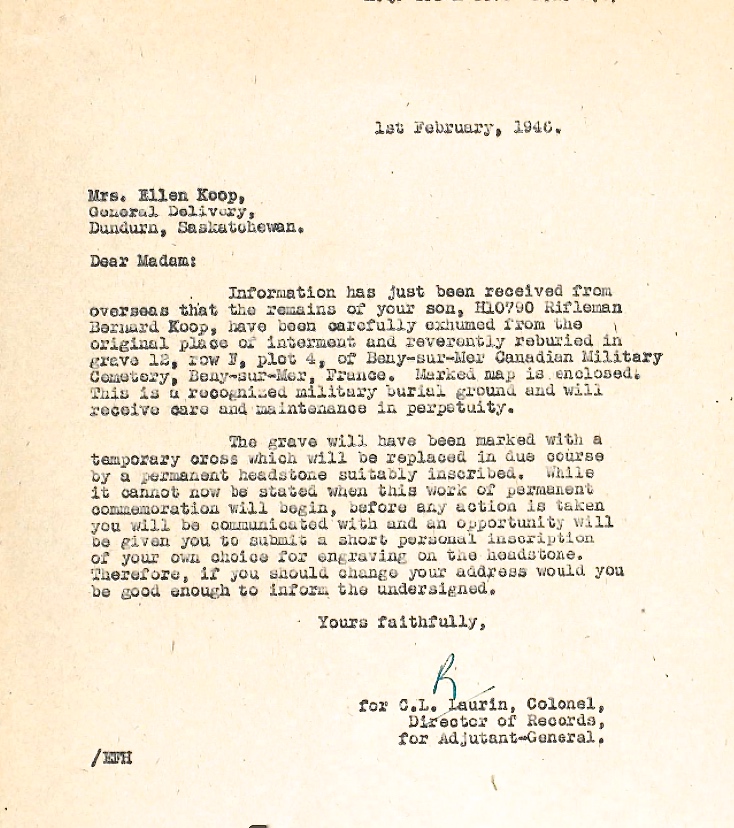 1st February, 1946.
Mrs. Ellen Koop,
General Delivery,
Dundurn, Saskatchewan.
Dear Madam:
Information has just been received from
overseas that the remains of your son, H10790 Rifleman
Bernard Koop, have been carefully exhumed from the
original place of interment and reverently reburied in
grave 12, row F, plot 4, of Beny-sur-Mer Canadian Military
Cemetery, Beny-sur-Mer, France. Marked map is enclosed.
This is a recognized military burial ground and will
receive care and maintenance in perpetuity.
The grave will have been marked with a
temporary cross which will be replaced in due course
by a permanent headstone suitably inscribed. While
it cannot now be stated when this work of permanent
commemoration will begin, before any action is taken
you will be communicated with and an opportunity will
be given you to submit a short personal inscription
of your own choice for engraving on the headstone.
Therefore, if you should change your address would you
be good enough to inform the undersigned.
Yours faithfully,
for C.L. Laurin, Colonel,
Director of Records,
for Adjutant-General.
/EFH